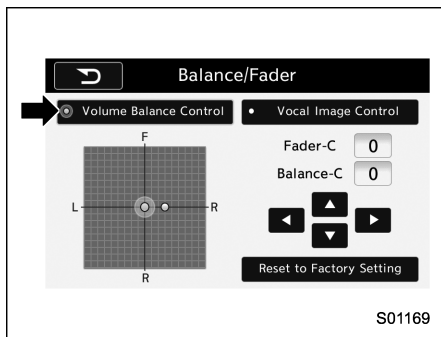 Balance/Fader
Volume Balance Control
Vocal Image Control
F
L
R
R
Fader-C 0
Balance-C 0
Reset to Factory Setting
S01169